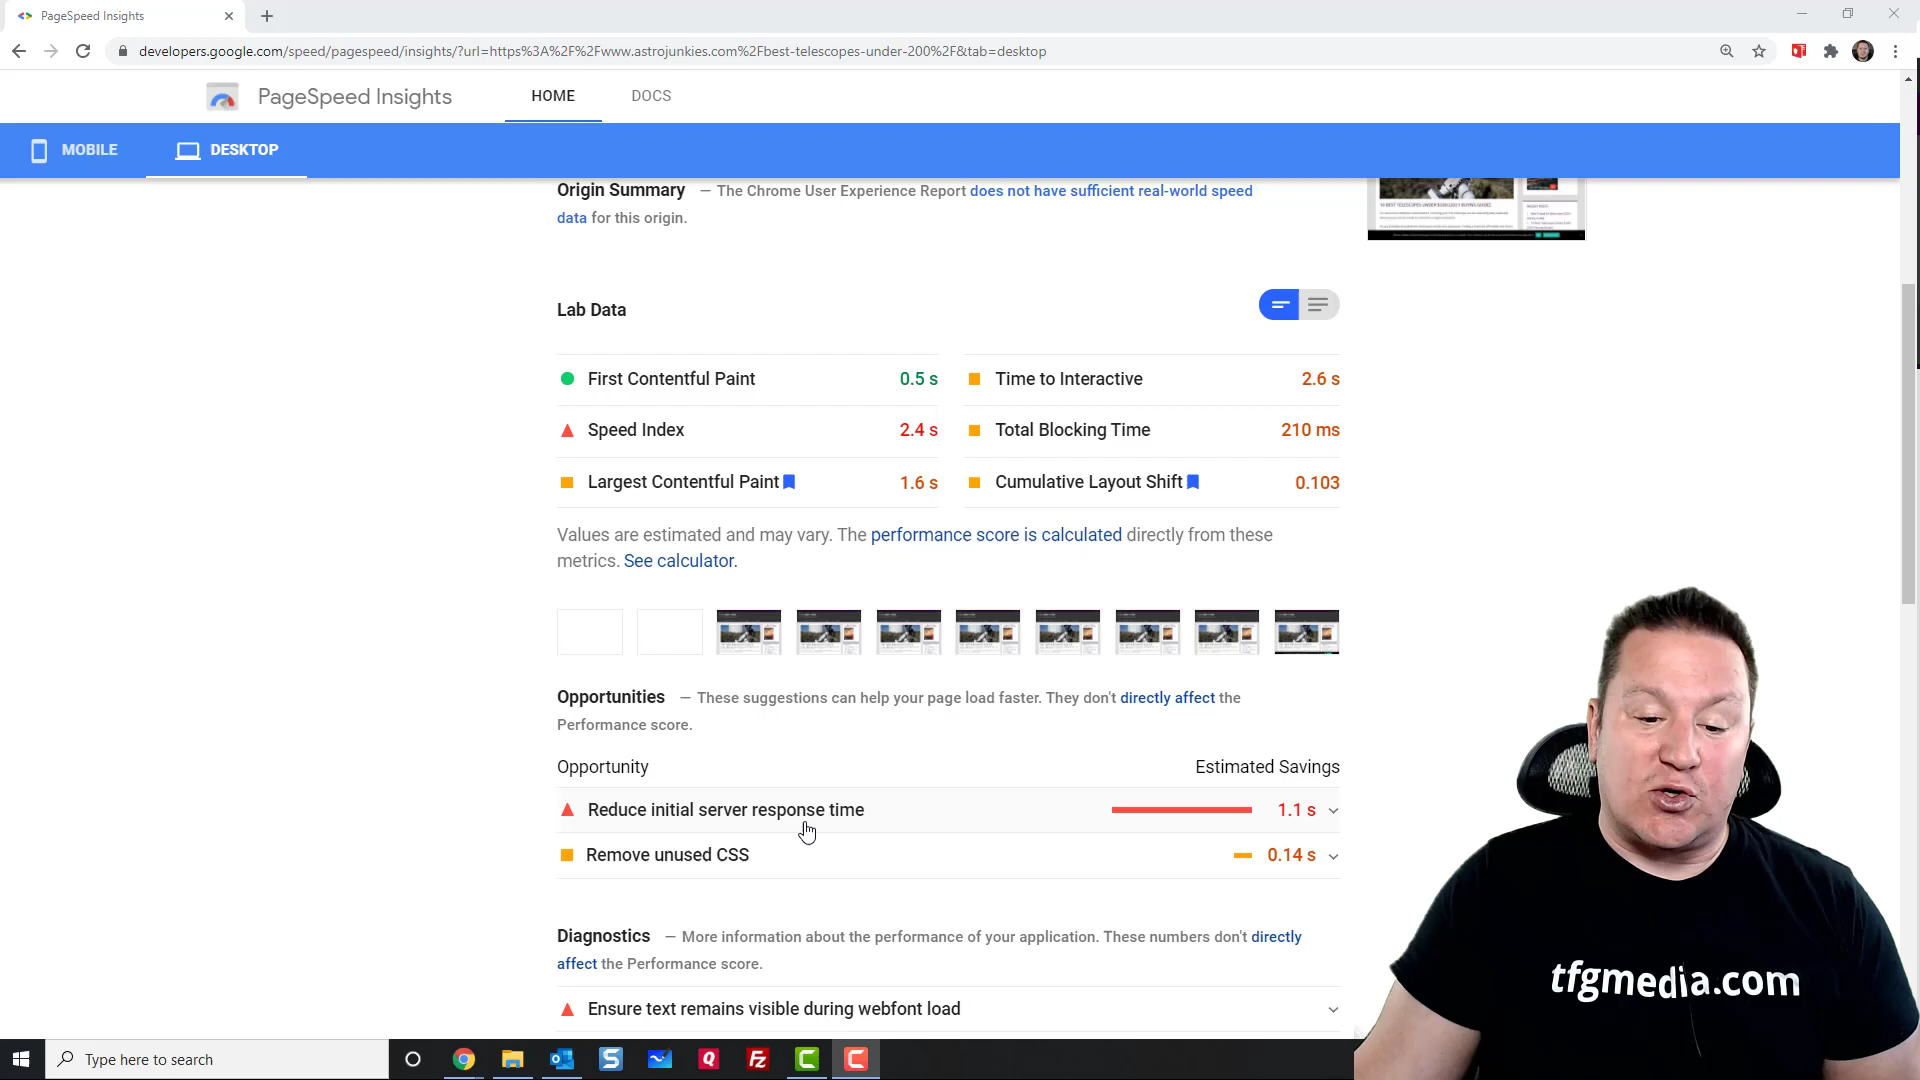 PageSpeed Insights
developers.google.com/speed/pagespeed/insights/?url=https%3A%2F%2Fwww.astrojunkies.com%2Fbest-telescopes-under-200%2F&tab=desktop
PageSpeed Insights
HOME
DOCS
MOBILE
DESKTOP
Origin Summary — The Chrome User Experience Report does not have sufficient real-world speed
data for this origin.
Lab Data
First Contentful Paint 0.5 s
Time to Interactive 2.6 s
Speed Index 2.4 s
Total Blocking Time 210 ms
Largest Contentful Paint 1.6 s
Cumulative Layout Shift 0.103
Values are estimated and may vary. The performance score is calculated directly from these
metrics. See calculator.
Opportunities — These suggestions can help your page load faster. They don't directly affect the
Performance score.
Opportunity Estimated Savings
Reduce initial server response time 1.1 s
Remove unused CSS 0.14 s
Diagnostics — More information about the performance of your application. These numbers don't directly
affect the Performance score.
Ensure text remains visible during webfont load
tfgmedia.com
Type here to search